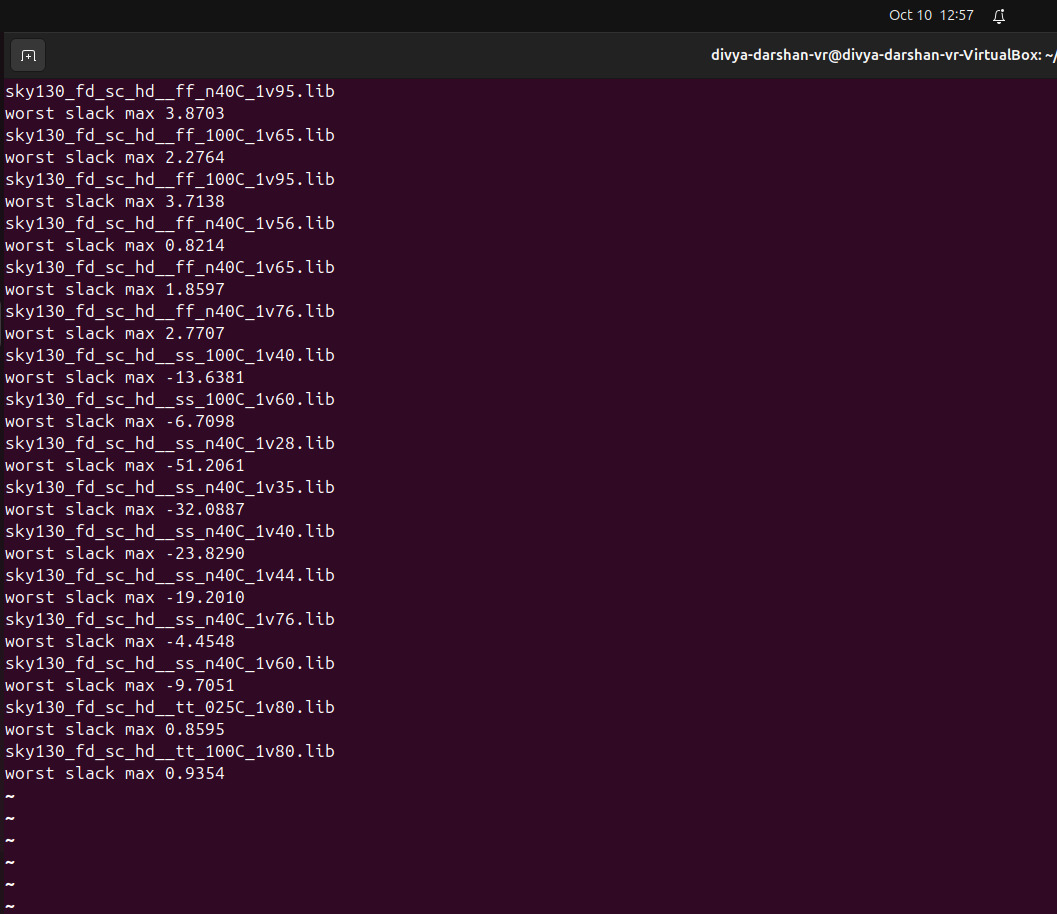 Oct 10 12:57
divya-darshan-vr@divya-darshan-vr-VirtualBox: ~/
sky130_fd_sc_hd__ff_n40C_1v95.lib
worst slack max 3.8703
sky130_fd_sc_hd__ff_100C_1v65.lib
worst slack max 2.2764
sky130_fd_sc_hd__ff_100C_1v95.lib
worst slack max 3.7138
sky130_fd_sc_hd__ff_n40C_1v56.lib
worst slack max 0.8214
sky130_fd_sc_hd__ff_n40C_1v65.lib
worst slack max 1.8597
sky130_fd_sc_hd__ff_n40C_1v76.lib
worst slack max 2.7707
sky130_fd_sc_hd__ss_100C_1v40.lib
worst slack max -13.6381
sky130_fd_sc_hd__ss_100C_1v60.lib
worst slack max -6.7098
sky130_fd_sc_hd__ss_n40C_1v28.lib
worst slack max -51.2061
sky130_fd_sc_hd__ss_n40C_1v35.lib
worst slack max -32.0887
sky130_fd_sc_hd__ss_n40C_1v40.lib
worst slack max -23.8290
sky130_fd_sc_hd__ss_n40C_1v44.lib
worst slack max -19.2010
sky130_fd_sc_hd__ss_n40C_1v76.lib
worst slack max -4.4548
sky130_fd_sc_hd__ss_n40C_1v60.lib
worst slack max -9.7051
sky130_fd_sc_hd__tt_025C_1v80.lib
worst slack max 0.8595
sky130_fd_sc_hd__tt_100C_1v80.lib
worst slack max 0.9354
~
~
~
~
~
~